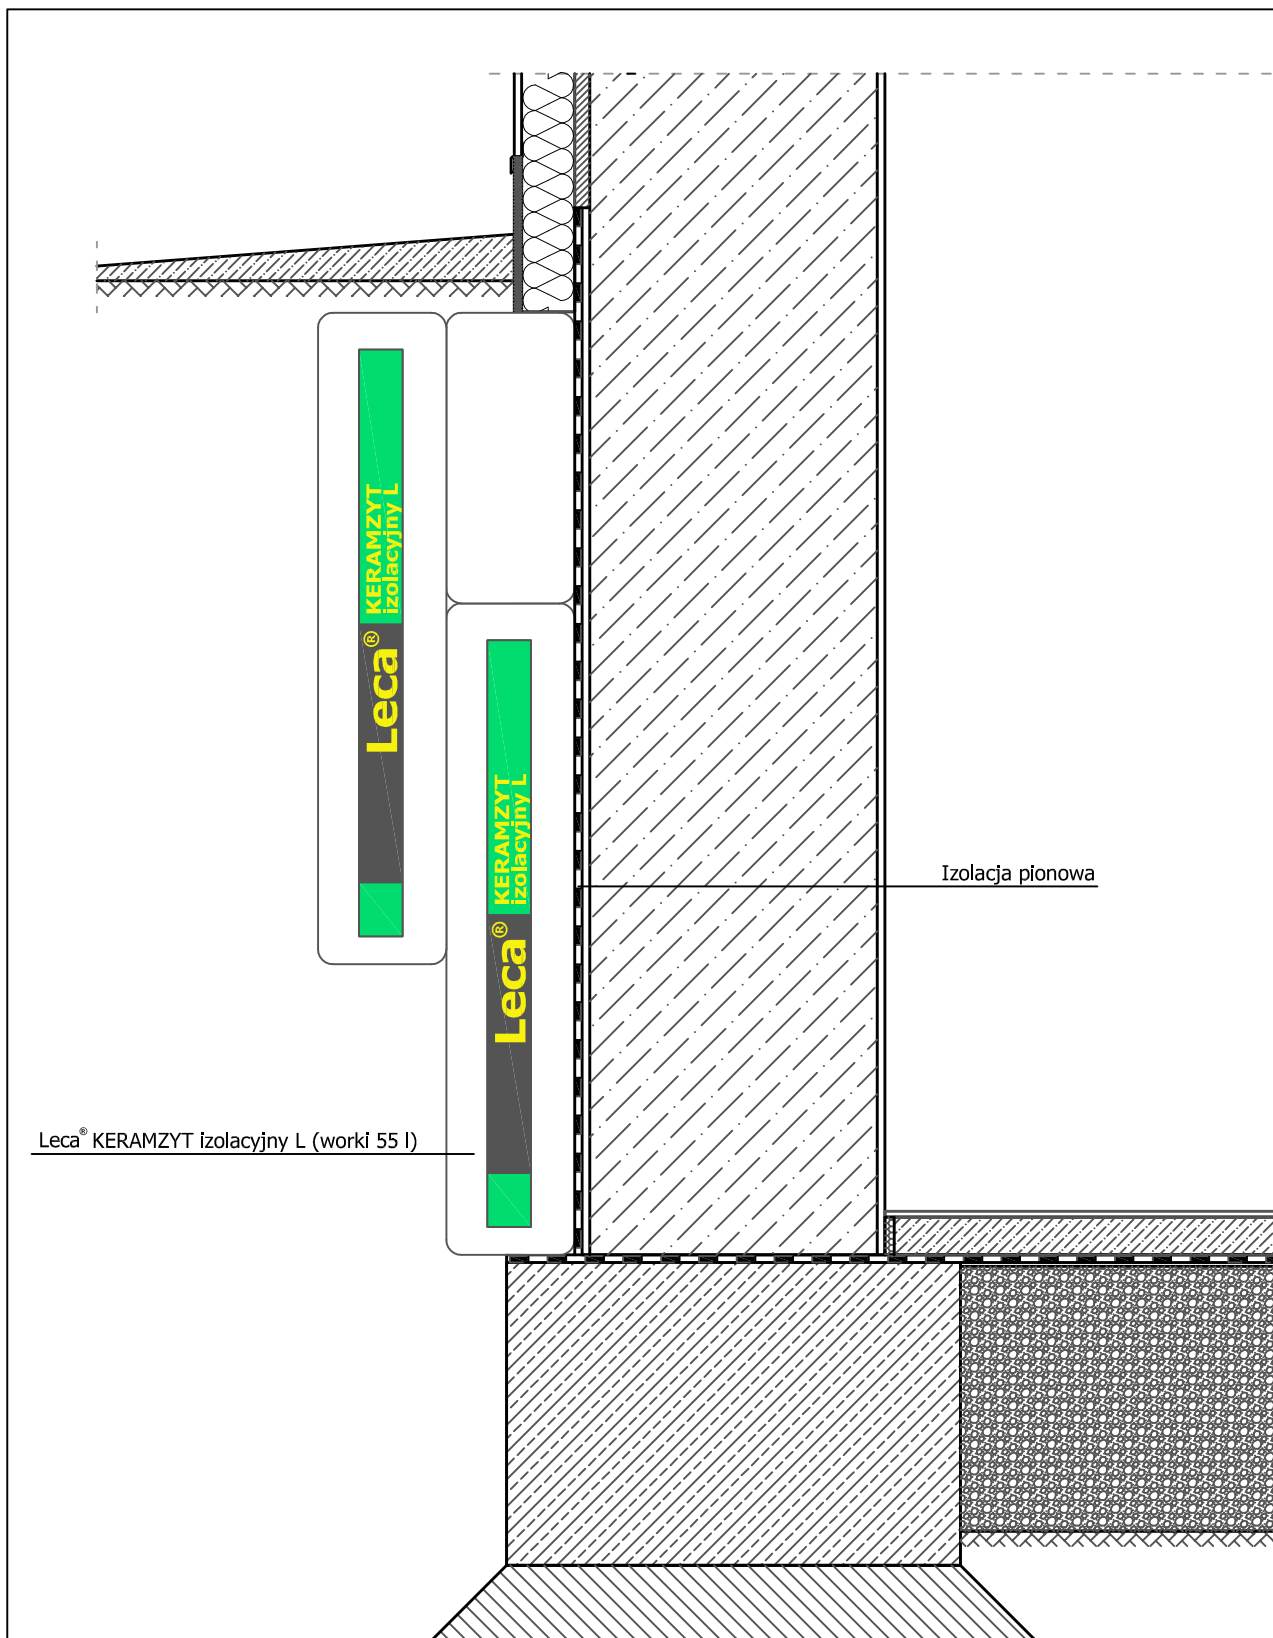 KERAMZYT
izolacyjny L
Leca®
KERAMZYT
izolacyjny L
Leca®
Izolacja pionowa
Leca® KERAMZYT izolacyjny L (worki 55 l)